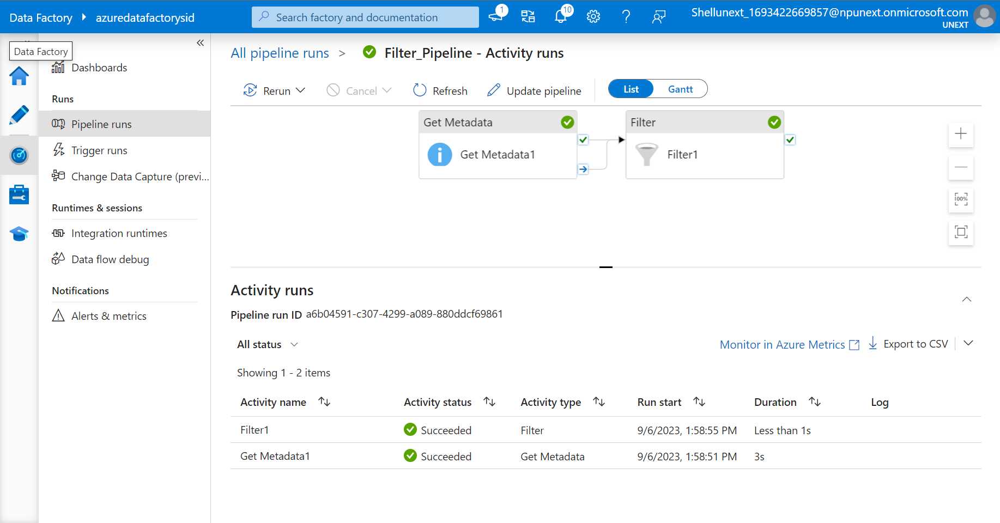 Data Factory azuredatafactorysid
Search factory and documentation
1
10
Shellunext_1693422669857@npunext.onmicrosoft.com
UNEXT
Data Factory
Dashboards
Runs
Pipeline runs
Trigger runs
Change Data Capture (previ...
Runtimes & sessions
Integration runtimes
Data flow debug
Notifications
Alerts & metrics
All pipeline runs > Filter_Pipeline - Activity runs
Rerun Cancel Refresh Update pipeline List Gantt
Get Metadata
Get Metadata1
Filter
Filter1
100%
Activity runs
Pipeline run ID a6b04591-c307-4299-a089-880ddcf69861
All status
Monitor in Azure Metrics Export to CSV
Showing 1 - 2 items
Activity name Activity status Activity type Run start Duration Log
Filter1 Succeeded Filter 9/6/2023, 1:58:55 PM Less than 1s
Get Metadata1 Succeeded Get Metadata 9/6/2023, 1:58:51 PM 3s